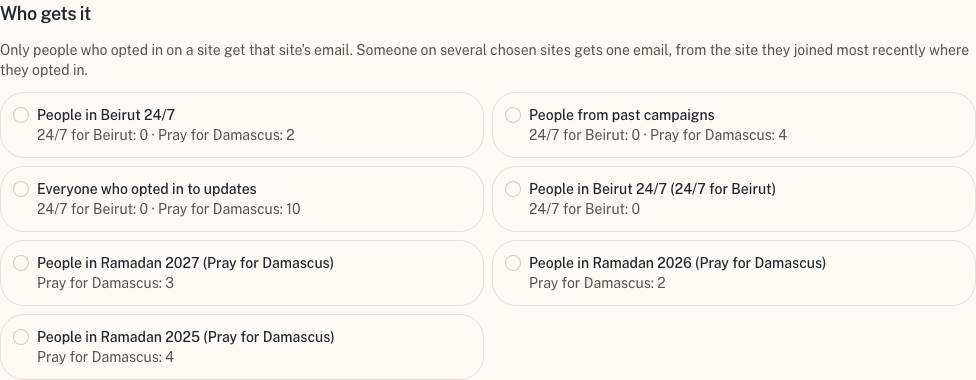 Who gets it
Only people who opted in on a site get that site's email. Someone on several chosen sites gets one email, from the site they joined most recently where
they opted in.
People in Beirut 24/7
24/7 for Beirut: 0 · Pray for Damascus: 2
People from past campaigns
24/7 for Beirut: 0 · Pray for Damascus: 4
Everyone who opted in to updates
24/7 for Beirut: 0 · Pray for Damascus: 10
People in Beirut 24/7 (24/7 for Beirut)
24/7 for Beirut: 0
People in Ramadan 2027 (Pray for Damascus)
Pray for Damascus: 3
People in Ramadan 2026 (Pray for Damascus)
Pray for Damascus: 2
People in Ramadan 2025 (Pray for Damascus)
Pray for Damascus: 4